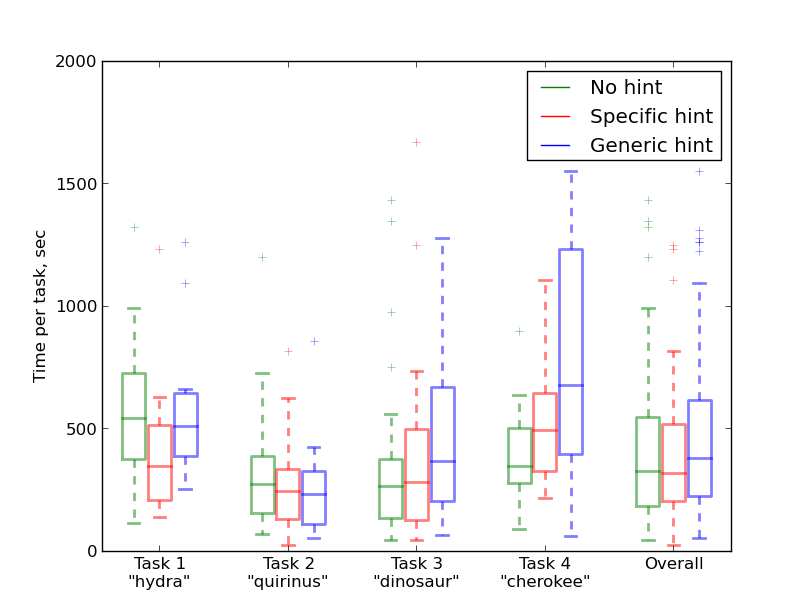 No hint
Specific hint
Generic hint
Time per task, sec
2000
1500
1000
500
0
Task 1
"hydra"
Task 2
"quirinus"
Task 3
"dinosaur"
Task 4
"cherokee"
Overall